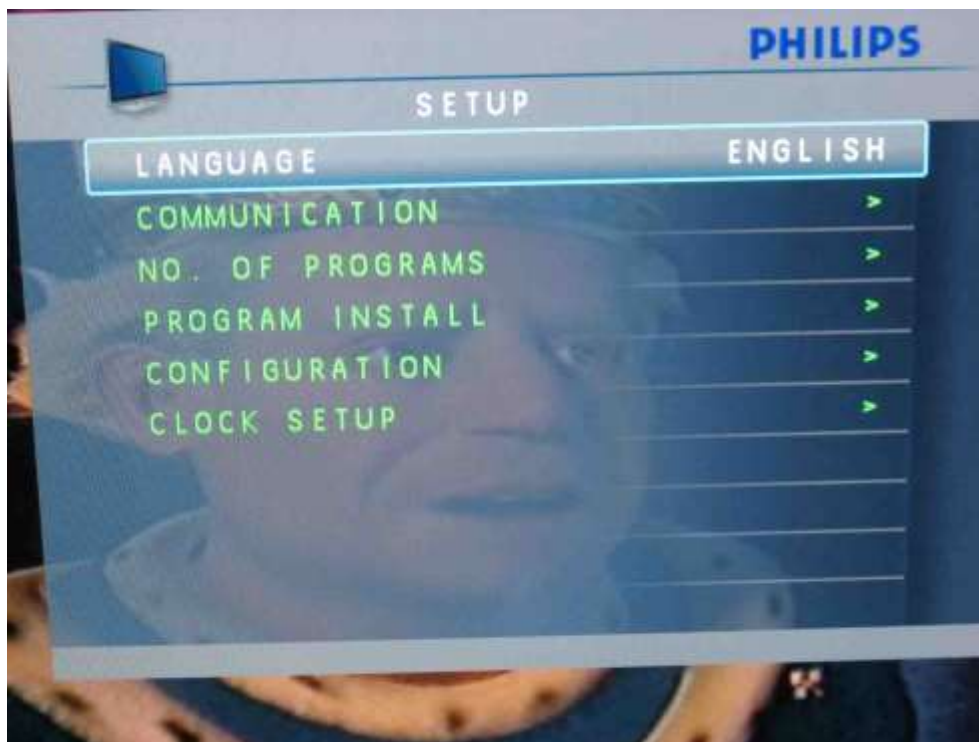 PHILIPS
SETUP
LANGUAGE ENGLISH
COMMUNICATION >
NO. OF PROGRAMS >
PROGRAM INSTALL >
CONFIGURATION >
CLOCK SETUP >